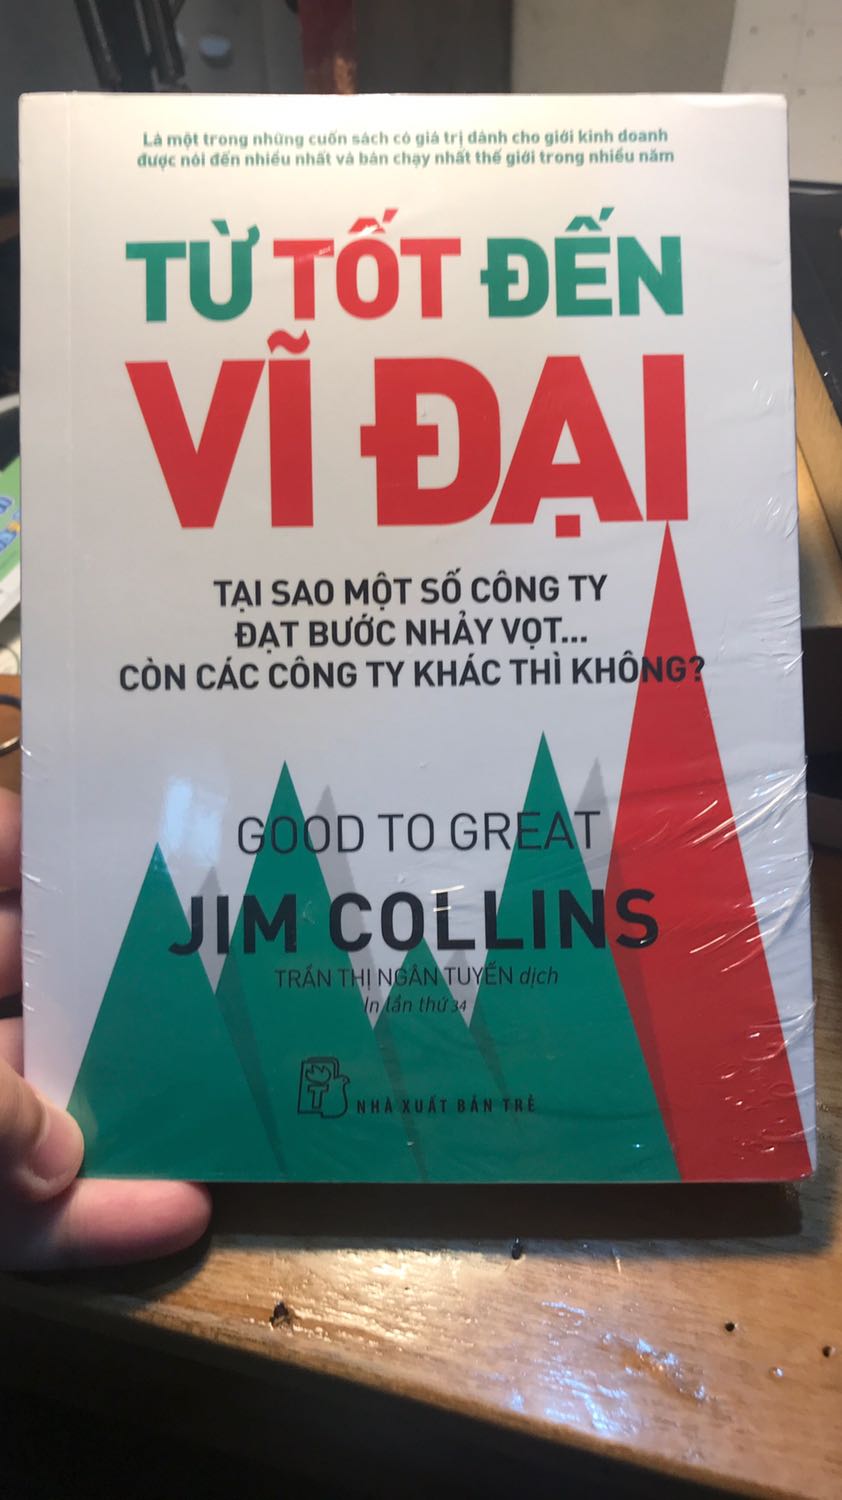 Là một trong những cuốn sách có giá trị dành cho giới kinh doanh
được nói đến nhiều nhất và bán chạy nhất thế giới trong nhiều năm
TỪ TỐT ĐẾN
VĨ ĐẠI
TẠI SAO MỘT SỐ CÔNG TY
ĐẠT BƯỚC NHẢY VỌT...
CÒN CÁC CÔNG TY KHÁC THÌ KHÔNG?
GOOD TO GREAT
JIM COLLINS
TRẦN THỊ NGÂN TUYẾN dịch
In lần thứ 34
NHÀ XUẤT BẢN TRẺ